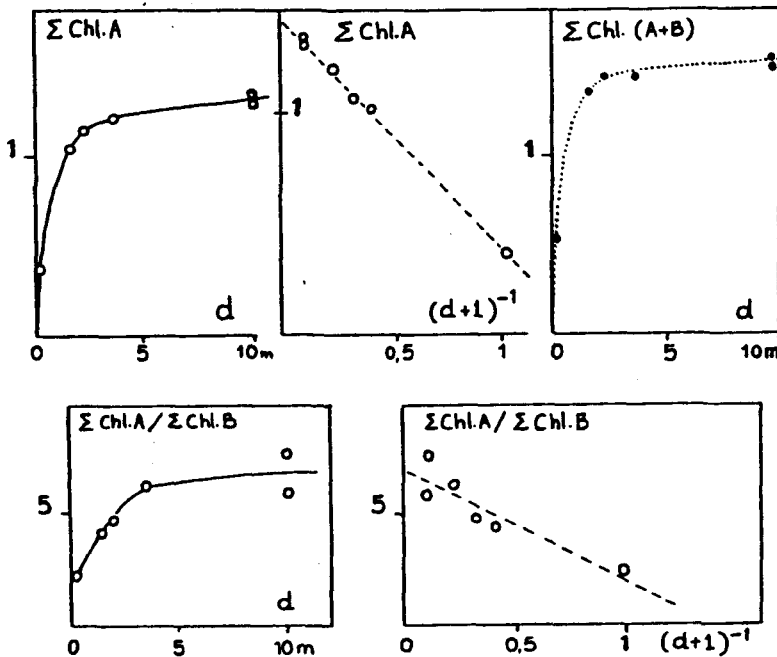 Σ Chl.A
1
d
0 5 10m
Σ Chl.A
1
(d+1)⁻¹
0,5 1
Σ Chl. (A+B)
1
d
0 5 10m
Σ Chl.A / Σ Chl.B
5
d
0 5 10m
Σ Chl.A / Σ Chl.B
5
0 0,5 1 (d+1)⁻¹